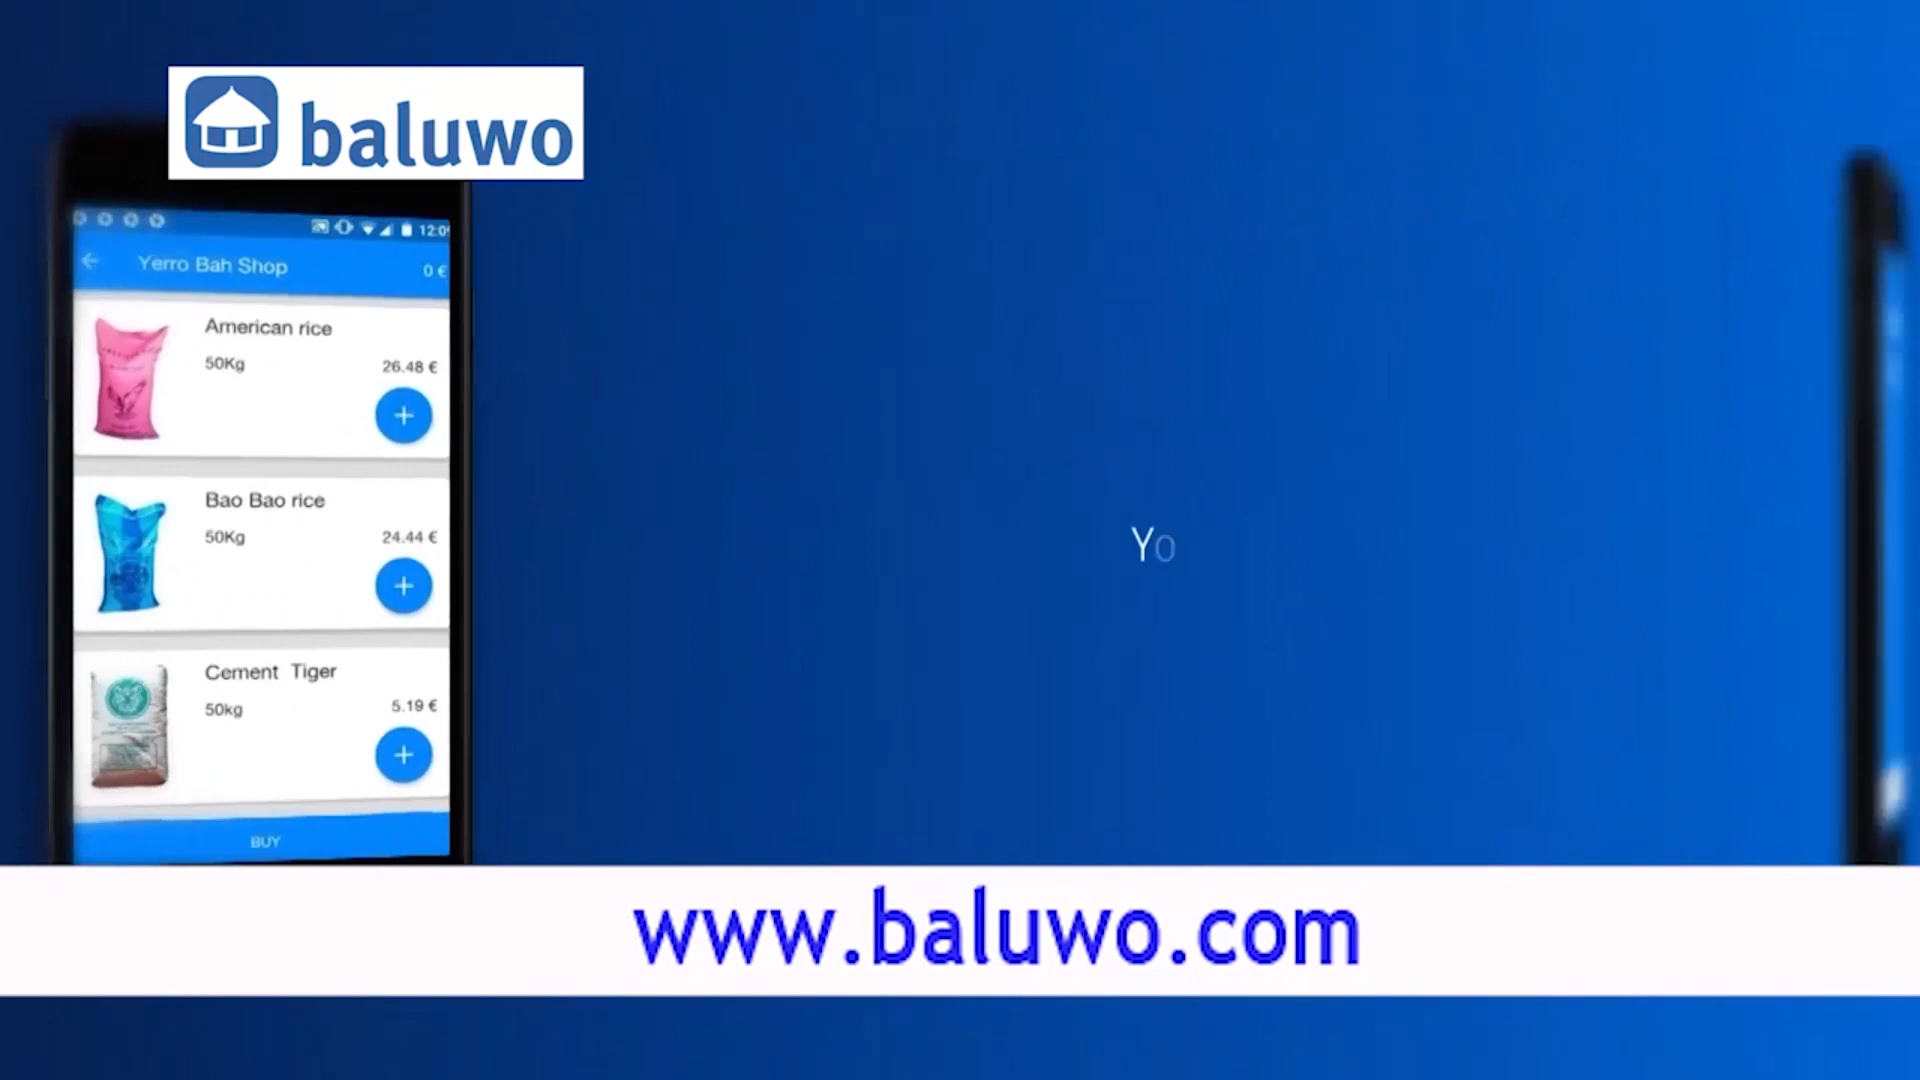 baluwo
12:09
Yerro Bah Shop
0 €
American rice
50Kg
26.48 €
+
Bao Bao rice
50Kg
24.44 €
+
Cement Tiger
50kg
5.19 €
+
BUY
Yo
www.baluwo.com